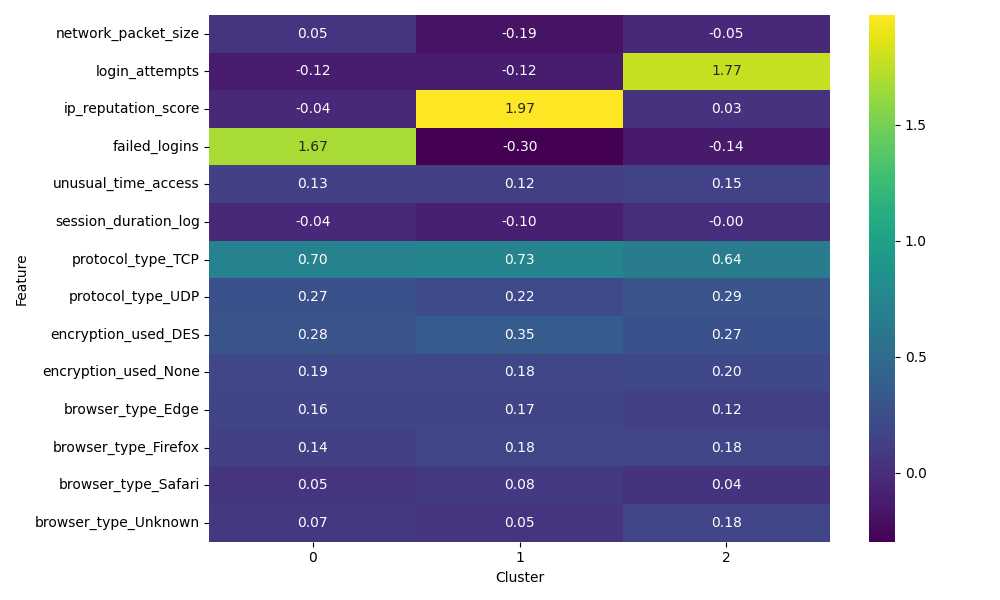 network_packet_size 0.05 -0.19 -0.05
login_attempts -0.12 -0.12 1.77
ip_reputation_score -0.04 1.97 0.03
failed_logins 1.67 -0.30 -0.14
unusual_time_access 0.13 0.12 0.15
session_duration_log -0.04 -0.10 -0.00
protocol_type_TCP 0.70 0.73 0.64
protocol_type_UDP 0.27 0.22 0.29
encryption_used_DES 0.28 0.35 0.27
encryption_used_None 0.19 0.18 0.20
browser_type_Edge 0.16 0.17 0.12
browser_type_Firefox 0.14 0.18 0.18
browser_type_Safari 0.05 0.08 0.04
browser_type_Unknown 0.07 0.05 0.18
0 1 2
Cluster
Feature
1.5
1.0
0.5
0.0